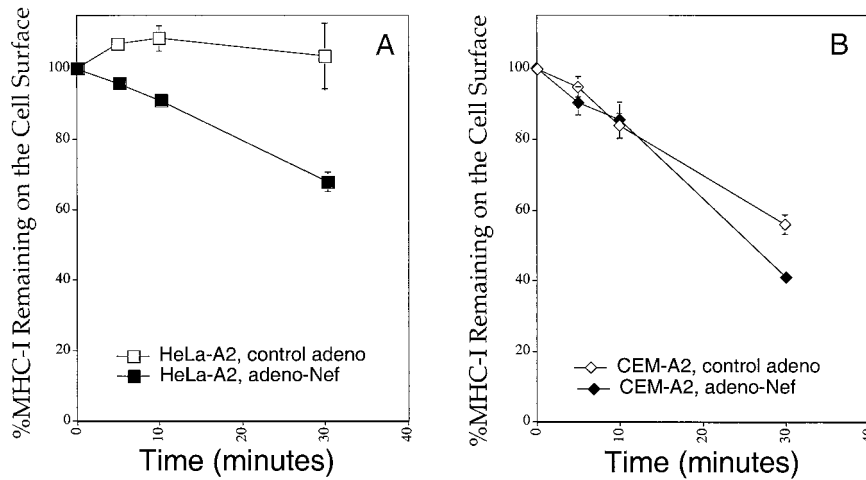 A
%MHC-I Remaining on the Cell Surface
100
80
60
40
20
0
HeLa-A2, control adeno
HeLa-A2, adeno-Nef
0
10
20
30
40
Time (minutes)
B
%MHC-I Remaining on the Cell Surface
100
80
60
40
20
0
CEM-A2, control adeno
CEM-A2, adeno-Nef
0
10
20
30
40
Time (minutes)